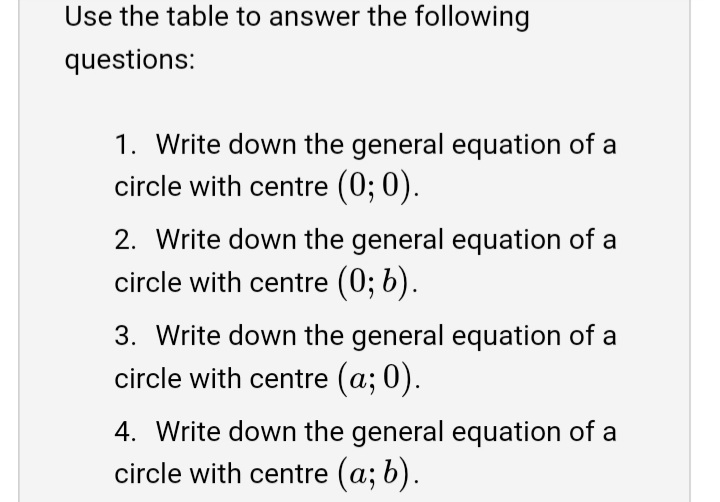 Use the table to answer the following
questions:
1. Write down the general equation of a
circle with centre (0; 0).
2. Write down the general equation of a
circle with centre (0; b).
3. Write down the general equation of a
circle with centre (a; 0).
4. Write down the general equation of a
circle with centre (a; b).